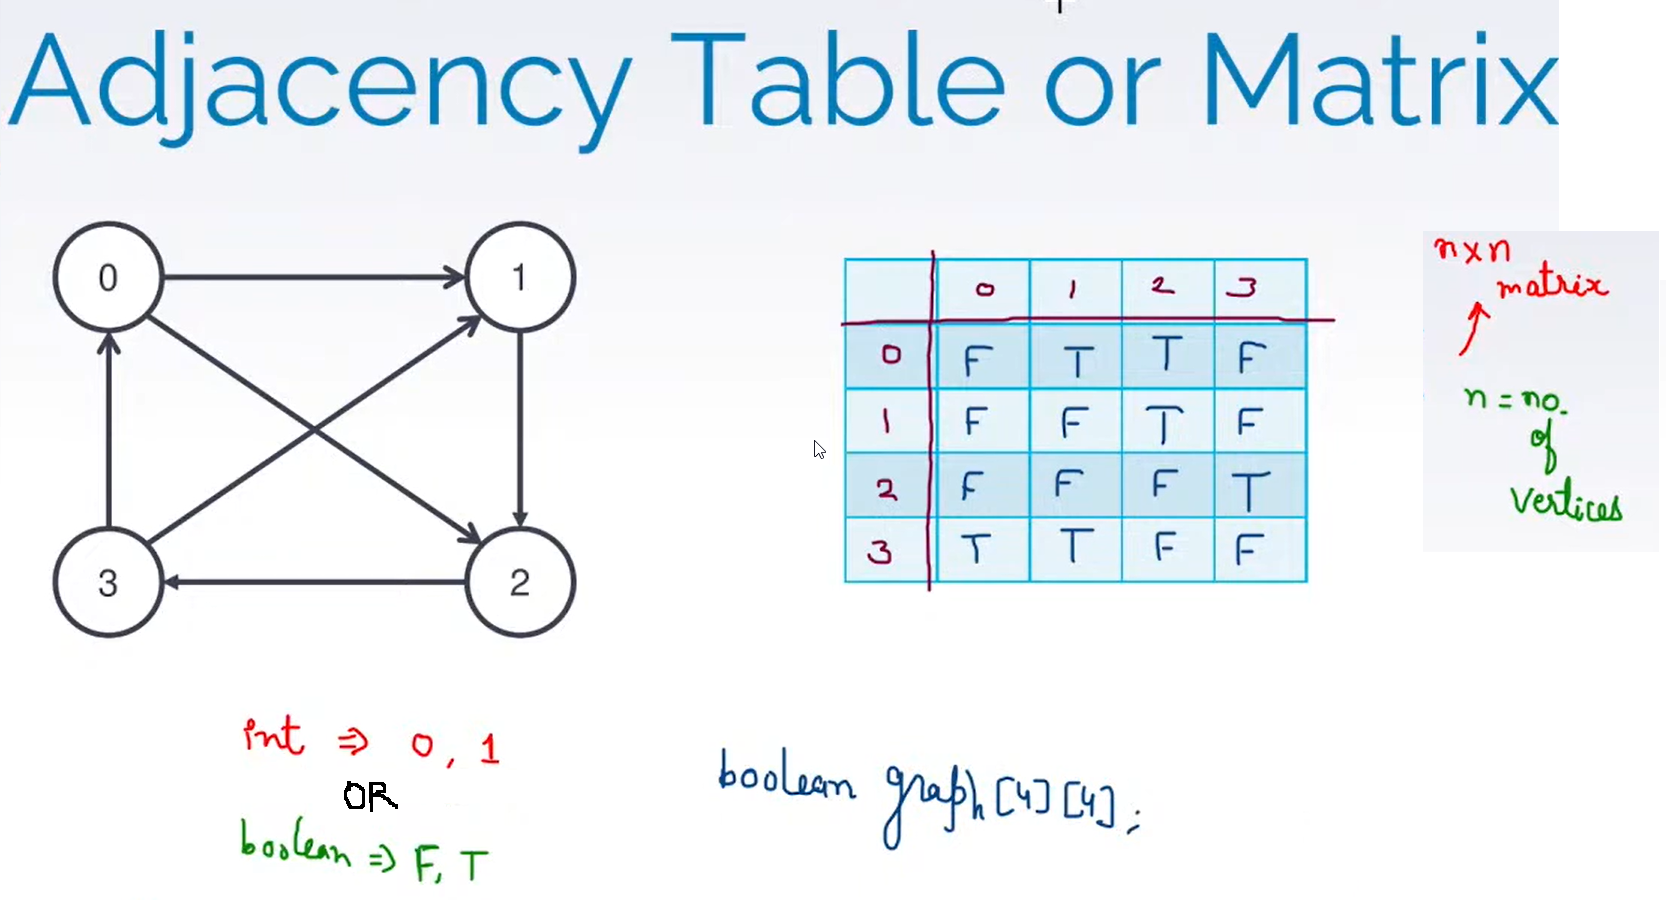 Adjacency Table or Matrix
0
1
3
2
0 1 2 3
0 F T T F
1 F F T F
2 F F F T
3 T T F F
n x n
matrix
n = no.
of
Vertices
int ⇒ 0, 1
OR
boolean ⇒ F, T
boolean graph[4][4];